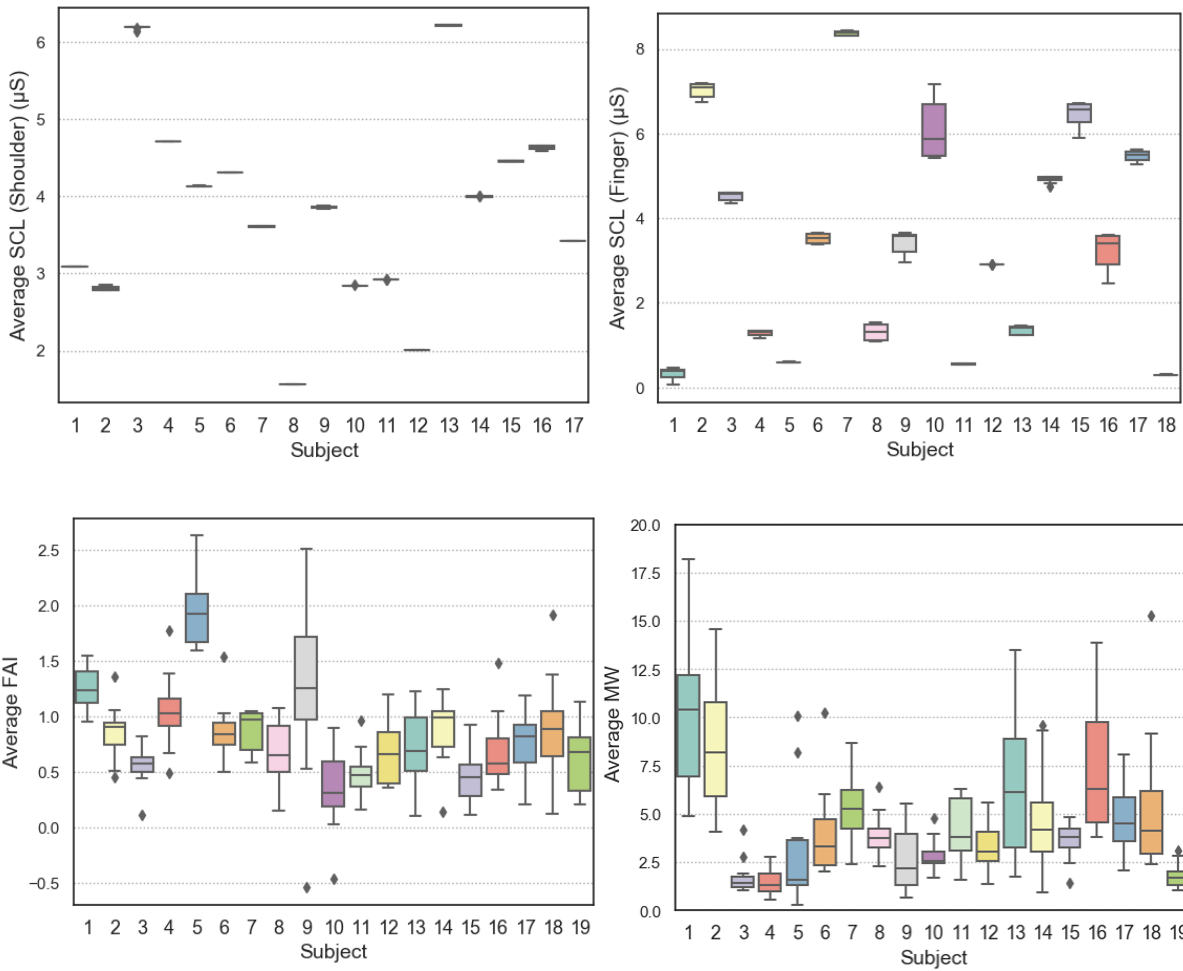 Average SCL (Shoulder) (µS)
6
5
4
3
2
1 2 3 4 5 6 7 8 9 10 11 12 13 14 15 16 17
Subject
Average SCL (Finger) (µS)
8
6
4
2
0
1 2 3 4 5 6 7 8 9 10 11 12 13 14 15 16 17 18
Subject
Average FAI
2.5
2.0
1.5
1.0
0.5
0.0
−0.5
1 2 3 4 5 6 7 8 9 10 11 12 13 14 15 16 17 18 19
Subject
Average MW
20.0
17.5
15.0
12.5
10.0
7.5
5.0
2.5
0.0
1 2 3 4 5 6 7 8 9 10 11 12 13 14 15 16 17 18 19
Subject